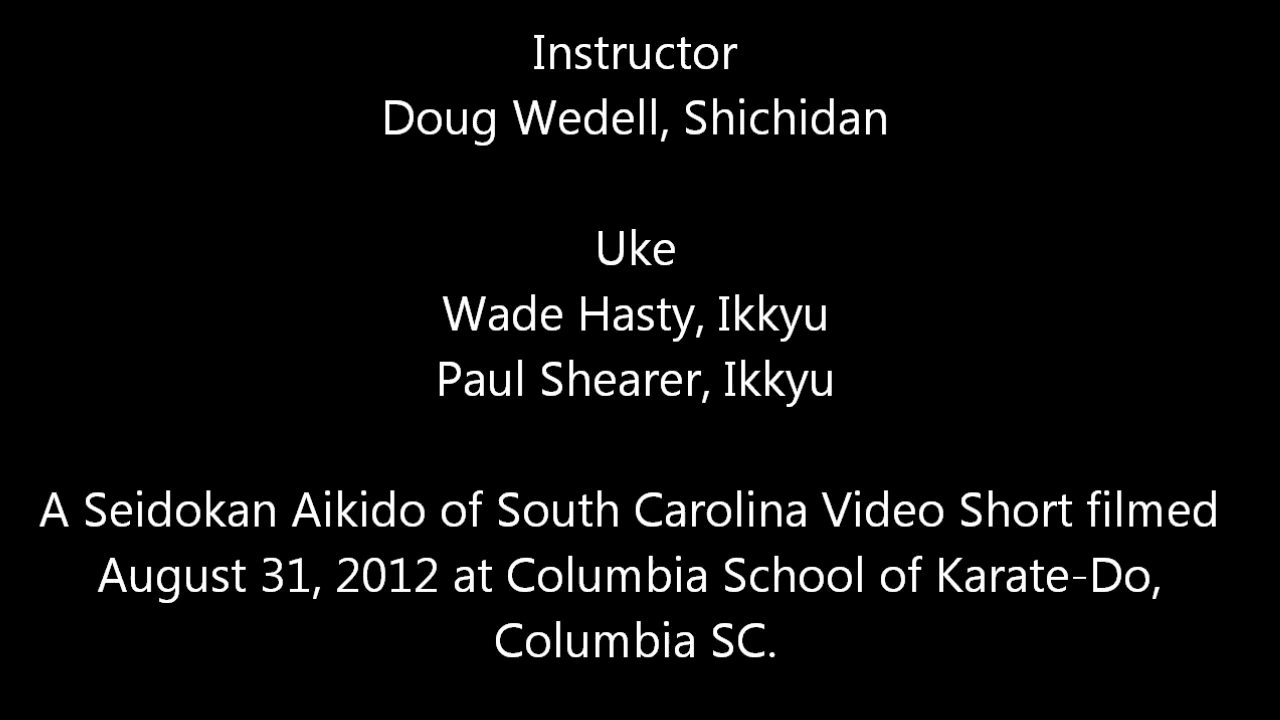 Instructor
Doug Wedell, Shichidan
Uke
Wade Hasty, Ikkyu
Paul Shearer, Ikkyu
A Seidokan Aikido of South Carolina Video Short filmed
August 31, 2012 at Columbia School of Karate-Do,
Columbia SC.